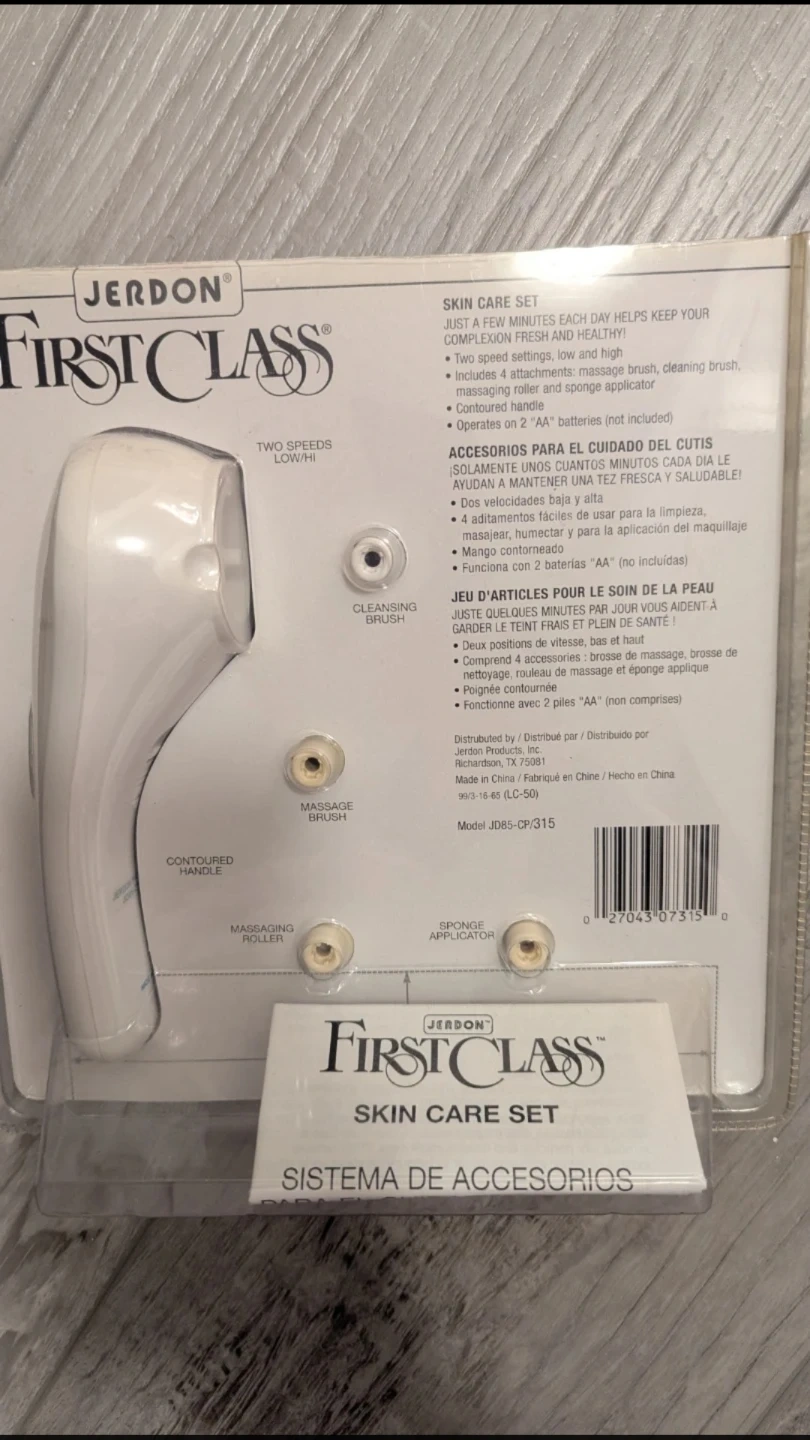 JERDON®
FIRST CLASS®
TWO SPEEDS
LOW/HI
CLEANSING
BRUSH
MASSAGE
BRUSH
CONTOURED
HANDLE
MASSAGING
ROLLER
SPONGE
APPLICATOR
SKIN CARE SET
JUST A FEW MINUTES EACH DAY HELPS KEEP YOUR
COMPLEXION FRESH AND HEALTHY!
• Two speed settings, low and high
• Includes 4 attachments: massage brush, cleaning brush,
massaging roller and sponge applicator
• Contoured handle
• Operates on 2 "AA" batteries (not included)
ACCESORIOS PARA EL CUIDADO DEL CUTIS
¡SOLAMENTE UNOS CUANTOS MINUTOS CADA DIA LE
AYUDAN A MANTENER UNA TEZ FRESCA Y SALUDABLE!
• Dos velocidades baja y alta
• 4 aditamentos fáciles de usar para la limpieza,
masajear, humectar y para la aplicación del maquillaje
• Mango contorneado
• Funciona con 2 baterías "AA" (no incluídas)
JEU D'ARTICLES POUR LE SOIN DE LA PEAU
JUSTE QUELQUES MINUTES PAR JOUR VOUS AIDENT À
GARDER LE TEINT FRAIS ET PLEIN DE SANTÉ !
• Deux positions de vitesse, bas et haut
• Comprend 4 accessories : brosse de massage, brosse de
nettoyage, rouleau de massage et éponge applique
• Poignée contournée
• Fonctionne avec 2 piles "AA" (non comprises)
Distrubuted by / Distribué par / Distribuido por
Jerdon Products, Inc.
Richardson, TX 75081
Made in China / Fabriqué en Chine / Hecho en China
99/3-16-65 (LC-50)
Model JD85-CP/315
0 27043 07315 0
JERDON™
FIRST CLASS™
SKIN CARE SET
SISTEMA DE ACCESORIOS
PARA EL